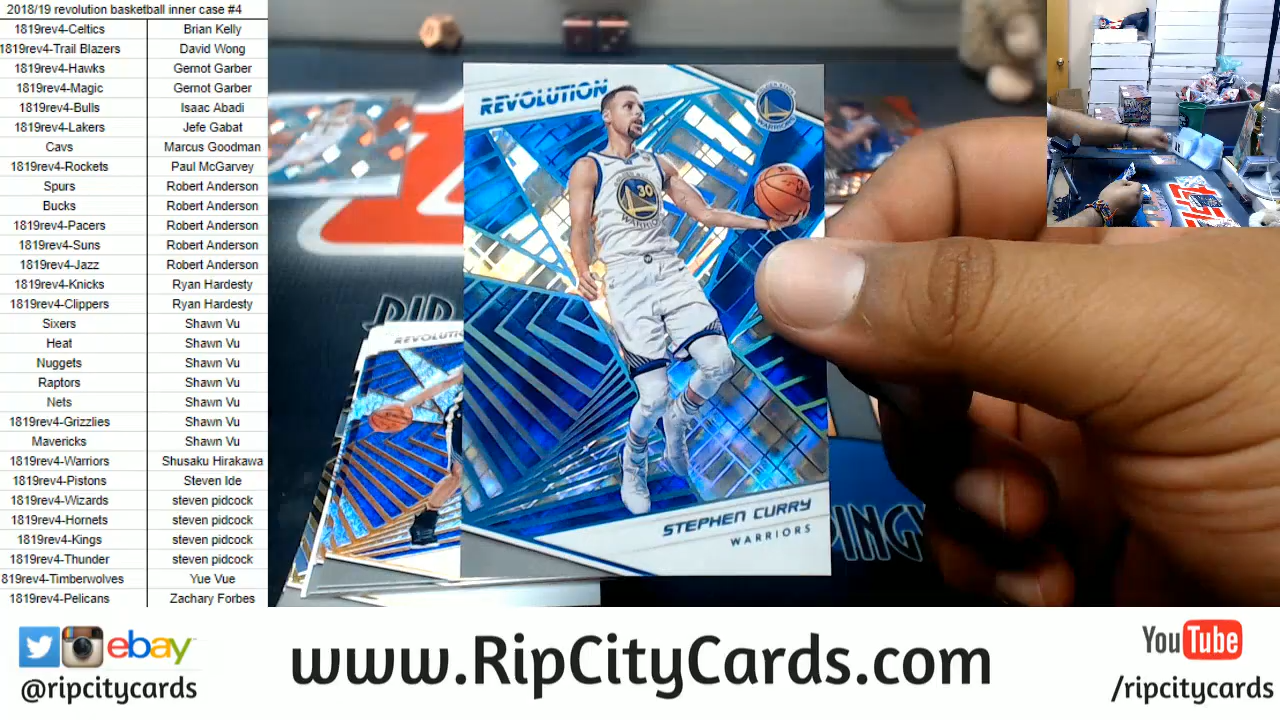 2018/19 revolution basketball inner case #4
1819rev4-Celtics Brian Kelly
1819rev4-Trail Blazers David Wong
1819rev4-Hawks Gernot Garber
1819rev4-Magic Gernot Garber
1819rev4-Bulls Isaac Abadi
1819rev4-Lakers Jefe Gabat
Cavs Marcus Goodman
1819rev4-Rockets Paul McGarvey
Spurs Robert Anderson
Bucks Robert Anderson
1819rev4-Pacers Robert Anderson
1819rev4-Suns Robert Anderson
1819rev4-Jazz Robert Anderson
1819rev4-Knicks Ryan Hardesty
1819rev4-Clippers Ryan Hardesty
Sixers Shawn Vu
Heat Shawn Vu
Nuggets Shawn Vu
Raptors Shawn Vu
Nets Shawn Vu
1819rev4-Grizzlies Shawn Vu
Mavericks Shawn Vu
1819rev4-Warriors Shusaku Hirakawa
1819rev4-Pistons Steven Ide
1819rev4-Wizards steven pidcock
1819rev4-Hornets steven pidcock
1819rev4-Kings steven pidcock
1819rev4-Thunder steven pidcock
819rev4-Timberwolves Yue Vue
1819rev4-Pelicans Zachary Forbes
REVOLUTION
WARRIORS
30
STEPHEN CURRY
WARRIORS
RIP
PING
ebay
@ripcitycards
www.RipCityCards.com
YouTube
/ripcitycards